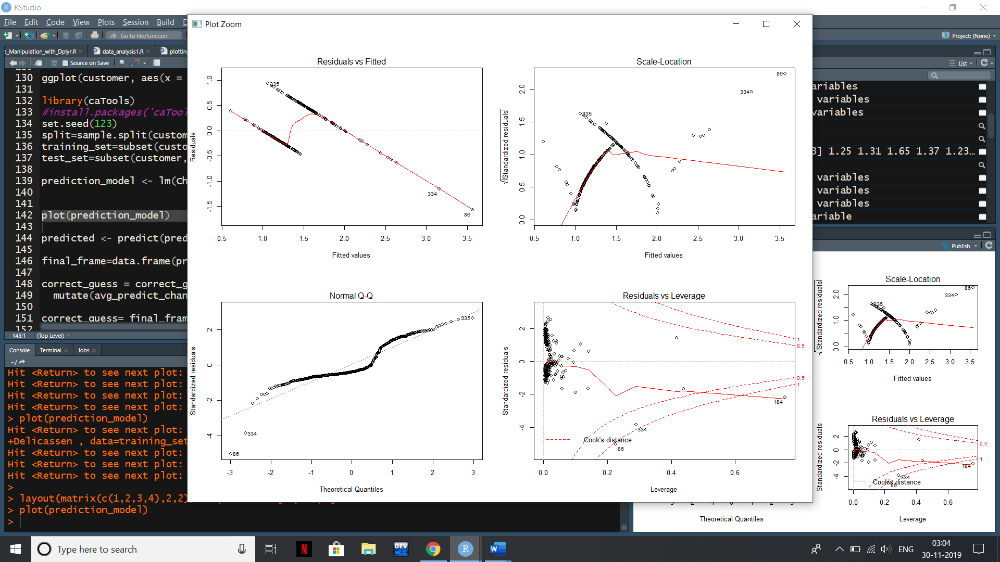 RStudio
File Edit Code View Plots Session Build D
Go to file/function
Project: (None)
a_Manipulation_with_Dplyr.R data_analysis1.R plotting
Source on Save
130 ggplot(customer, aes(x =
131
132 library(caTools)
133 #install.packages('caTool
134 set.seed(123)
135 split=sample.split(custom
136 training_set=subset(custo
137 test_set=subset(customer,
138
139 prediction_model <- lm(Ch
140
141
142 plot(prediction_model)
143
144 predicted <- predict(pred
145
146 final_frame=data.frame(pr
147
148 correct_guess = correct_g
149 mutate(avg_predict_chan
150
151 correct_guess= final_fram
152
143:1 (Top Level)
Console Terminal Jobs
~/
Hit <Return> to see next plot:
Hit <Return> to see next plot:
Hit <Return> to see next plot:
Hit <Return> to see next plot:
> plot(prediction_model)
Hit <Return> to see next plot:
+Delicassen , data=training_set
Hit <Return> to see next plot:
Hit <Return> to see next plot:
Hit <Return> to see next plot:
>
> layout(matrix(c(1,2,3,4),2,2)
> plot(prediction_model)
>
Plot Zoom
Residuals vs Fitted
Residuals
1.0
0.5
0.0
-0.5
-1.0
-1.5
335
334
86
0.5 1.0 1.5 2.0 2.5 3.0 3.5
Fitted values
Scale-Location
√|Standardized residuals|
2.0
1.5
1.0
0.5
0.0
86
334
335
0.5 1.0 1.5 2.0 2.5 3.0 3.5
Fitted values
Normal Q-Q
Standardized residuals
2
0
-2
-4
335
334
86
-3 -2 -1 0 1 2 3
Theoretical Quantiles
Residuals vs Leverage
Standardized residuals
2
0
-2
-4
1
0.5
0.5
1
184
334
86
Cook's distance
0.0 0.2 0.4 0.6
Leverage
List
ariables
variables
variables
3] 1.25 1.31 1.65 1.37 1.23…
variables
variables
variables
ariable
Publish
Scale-Location
√|Standardized residuals|
2.0
1.0
0.0
86
334
335
0.5 1.0 1.5 2.0 2.5 3.0 3.5
Fitted values
Residuals vs Leverage
Standardized residuals
2
0
-2
-4
0.5
1
184
334
86
Cook's distance
0.0 0.2 0.4 0.6
Leverage
-3 -2 -1 0 1 2 3
Theoretical Quantiles
Type here to search
N
DEV
C++
R
W
ENG
03:04
30-11-2019